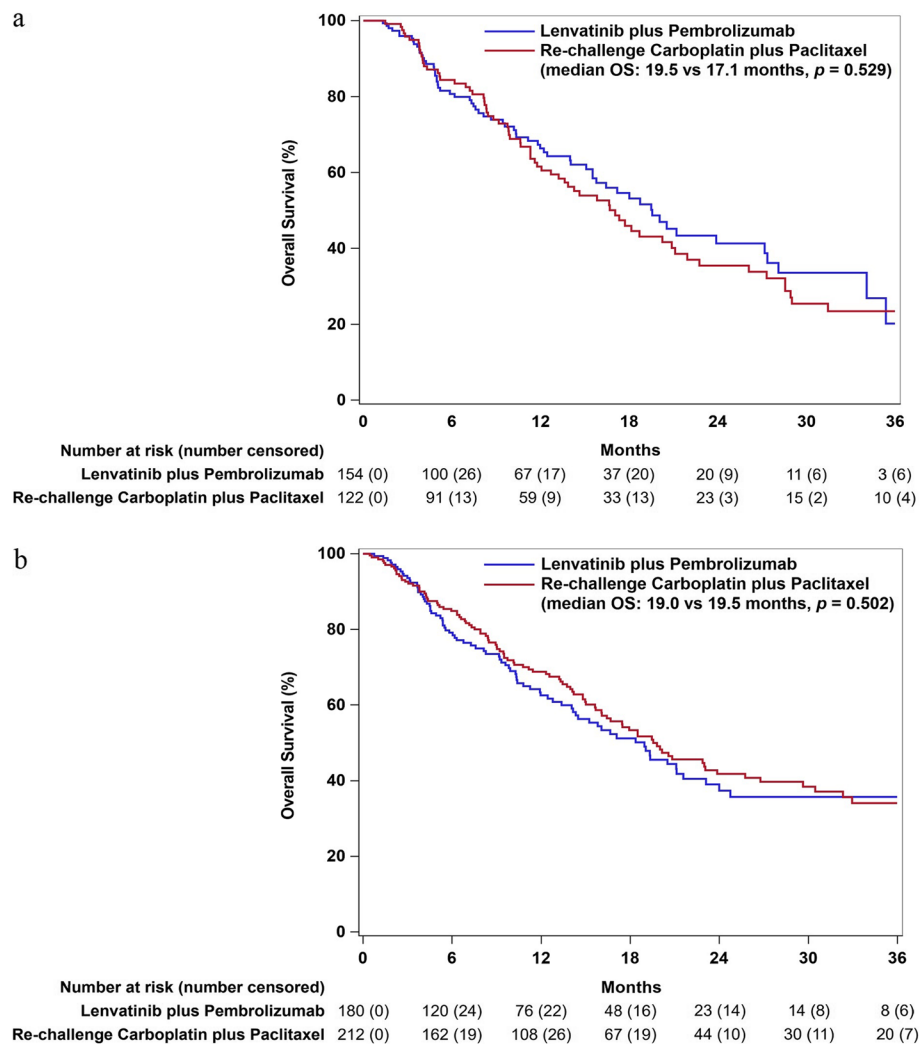 a
Lenvatinib plus Pembrolizumab
Re-challenge Carboplatin plus Paclitaxel
(median OS: 19.5 vs 17.1 months, p = 0.529)
Overall Survival (%)
100
80
60
40
20
0
0 6 12 18 24 30 36
Number at risk (number censored) Months
Lenvatinib plus Pembrolizumab 154 (0) 100 (26) 67 (17) 37 (20) 20 (9) 11 (6) 3 (6)
Re-challenge Carboplatin plus Paclitaxel 122 (0) 91 (13) 59 (9) 33 (13) 23 (3) 15 (2) 10 (4)
b
Lenvatinib plus Pembrolizumab
Re-challenge Carboplatin plus Paclitaxel
(median OS: 19.0 vs 19.5 months, p = 0.502)
Overall Survival (%)
100
80
60
40
20
0
0 6 12 18 24 30 36
Number at risk (number censored) Months
Lenvatinib plus Pembrolizumab 180 (0) 120 (24) 76 (22) 48 (16) 23 (14) 14 (8) 8 (6)
Re-challenge Carboplatin plus Paclitaxel 212 (0) 162 (19) 108 (26) 67 (19) 44 (10) 30 (11) 20 (7)